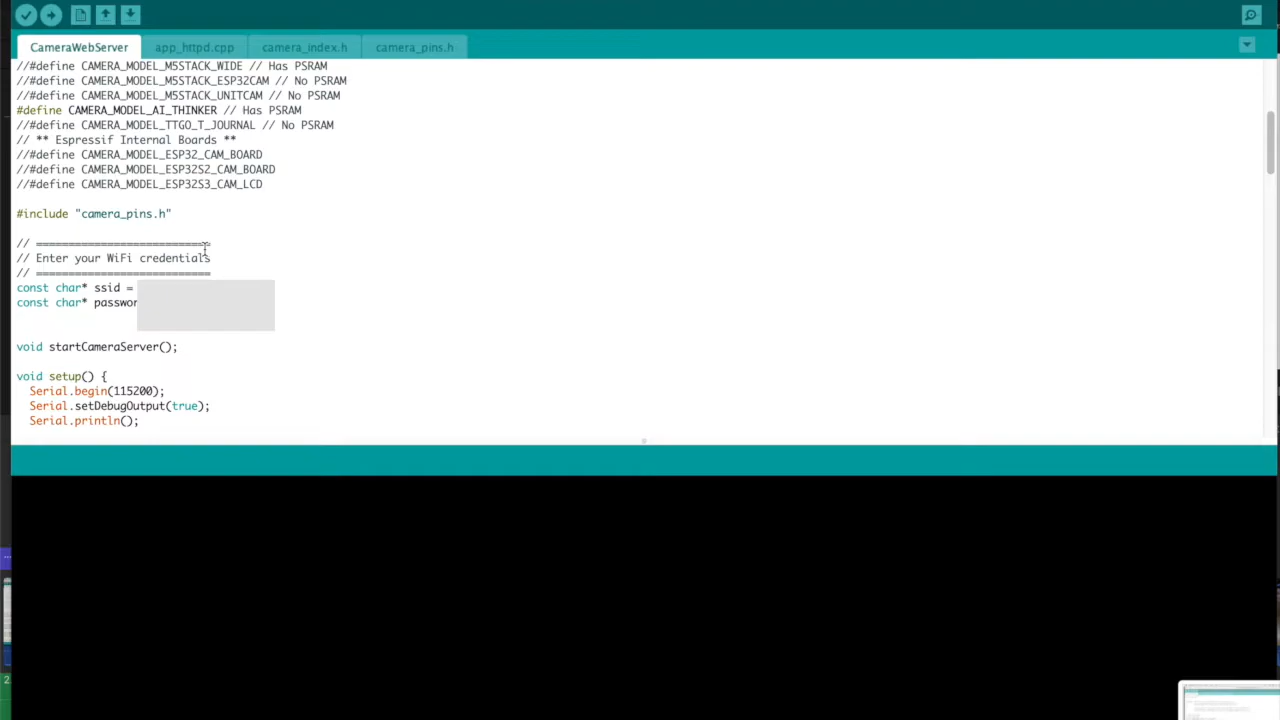 CameraWebServer app_httpd.cpp camera_index.h camera_pins.h
//#define CAMERA_MODEL_M5STACK_WIDE // Has PSRAM
//#define CAMERA_MODEL_M5STACK_ESP32CAM // No PSRAM
//#define CAMERA_MODEL_M5STACK_UNITCAM // No PSRAM
#define CAMERA_MODEL_AI_THINKER // Has PSRAM
//#define CAMERA_MODEL_TTGO_T_JOURNAL // No PSRAM
// ** Espressif Internal Boards **
//#define CAMERA_MODEL_ESP32_CAM_BOARD
//#define CAMERA_MODEL_ESP32S2_CAM_BOARD
//#define CAMERA_MODEL_ESP32S3_CAM_LCD
#include "camera_pins.h"
// ===========================
// Enter your WiFi credentials
// ===========================
const char* ssid =
const char* passwor
void startCameraServer();
void setup() {
Serial.begin(115200);
Serial.setDebugOutput(true);
Serial.println();
2.